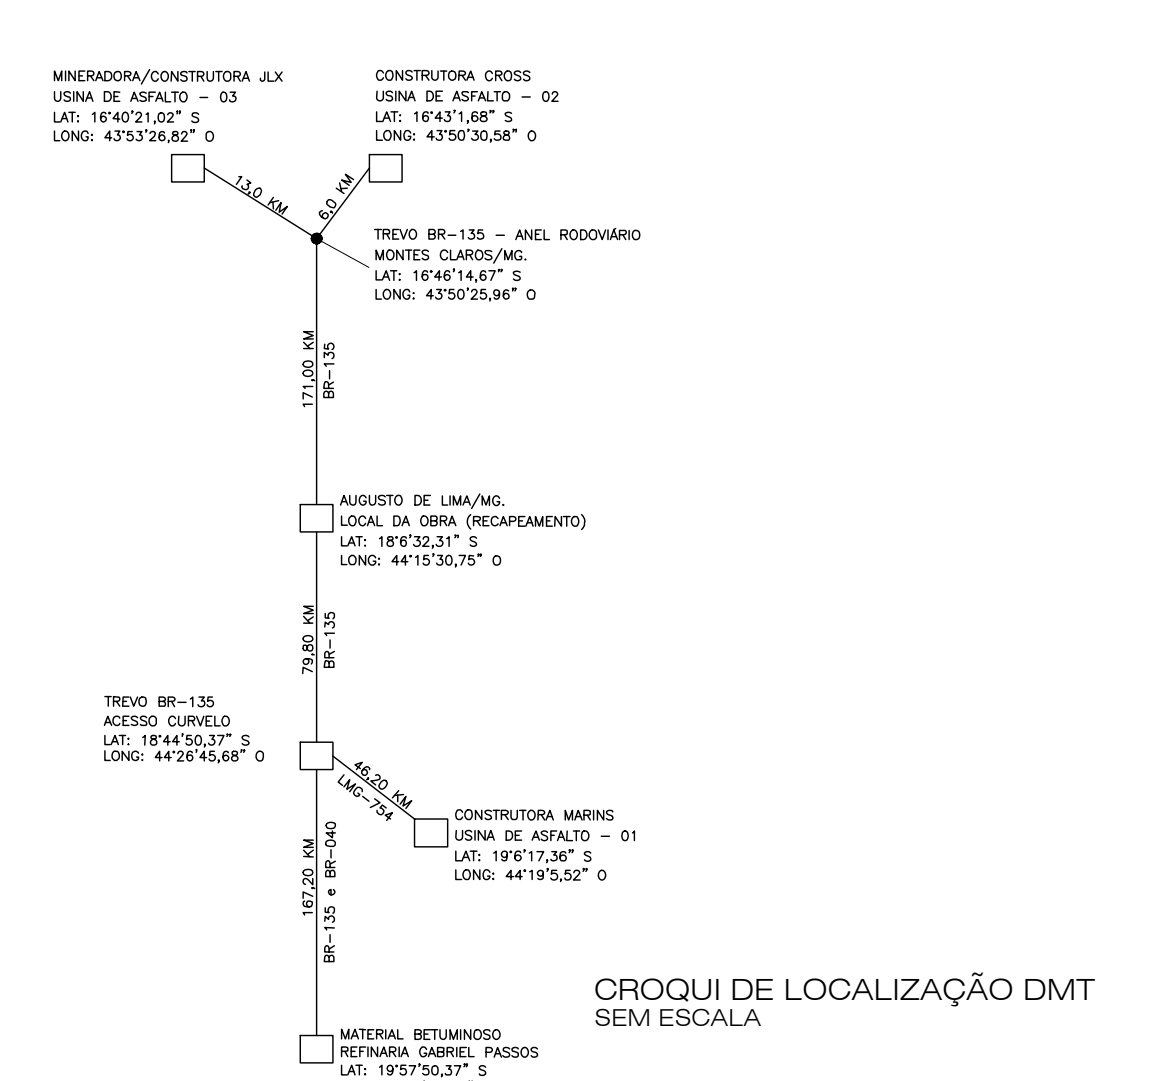 MINERADORA/CONSTRUTORA JLX
USINA DE ASFALTO – 03
LAT: 16°40'21,02" S
LONG: 43°53'26,82" O
CONSTRUTORA CROSS
USINA DE ASFALTO – 02
LAT: 16°43'1,68" S
LONG: 43°50'30,58" O
13,0 KM
6,0 KM
TREVO BR–135 – ANEL RODOVIÁRIO
MONTES CLAROS/MG.
LAT: 16°46'14,67" S
LONG: 43°50'25,96" O
171,00 KM
BR–135
AUGUSTO DE LIMA/MG.
LOCAL DA OBRA (RECAPEAMENTO)
LAT: 18°6'32,31" S
LONG: 44°15'30,75" O
79,80 KM
BR–135
TREVO BR–135
ACESSO CURVELO
LAT: 18°44'50,37" S
LONG: 44°26'45,68" O
46,20 KM
LMG–754
CONSTRUTORA MARINS
USINA DE ASFALTO – 01
LAT: 19°6'17,36" S
LONG: 44°19'5,52" O
167,20 KM
BR–135 e BR–040
CROQUI DE LOCALIZAÇÃO DMT
SEM ESCALA
MATERIAL BETUMINOSO
REFINARIA GABRIEL PASSOS
LAT: 19°57'50,37" S